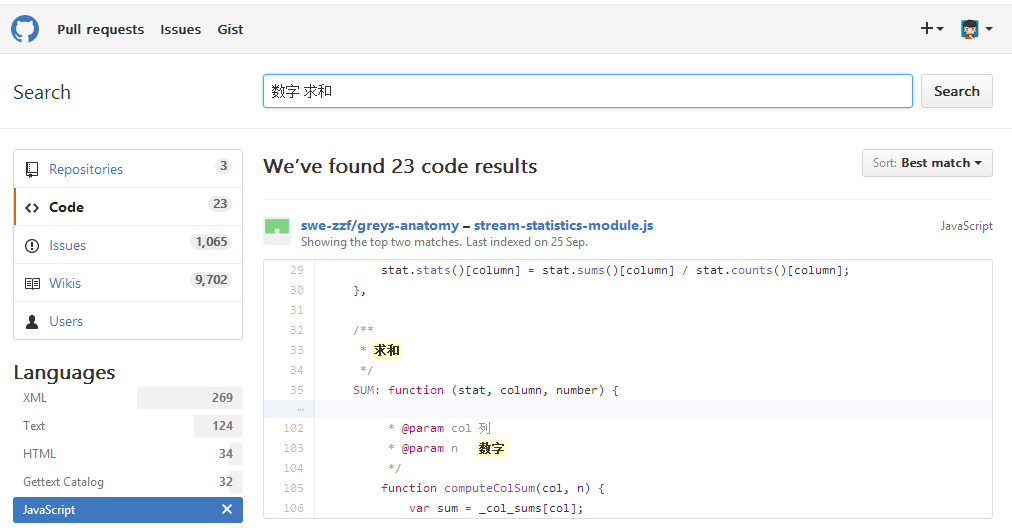 Pull requests Issues Gist
Search 数字 求和 Search
Repositories 3
Code 23
Issues 1,065
Wikis 9,702
Users
Languages
XML 269
Text 124
HTML 34
Gettext Catalog 32
JavaScript
We've found 23 code results Sort: Best match
swe-zzf/greys-anatomy – stream-statistics-module.js JavaScript
Showing the top two matches. Last indexed on 25 Sep.
29 stat.stats()[column] = stat.sums()[column] / stat.counts()[column];
30 },
31
32 /**
33 * 求和
34 */
35 SUM: function (stat, column, number) {
…
102 * @param col 列
103 * @param n 数字
104 */
105 function computeColSum(col, n) {
106 var sum = _col_sums[col];